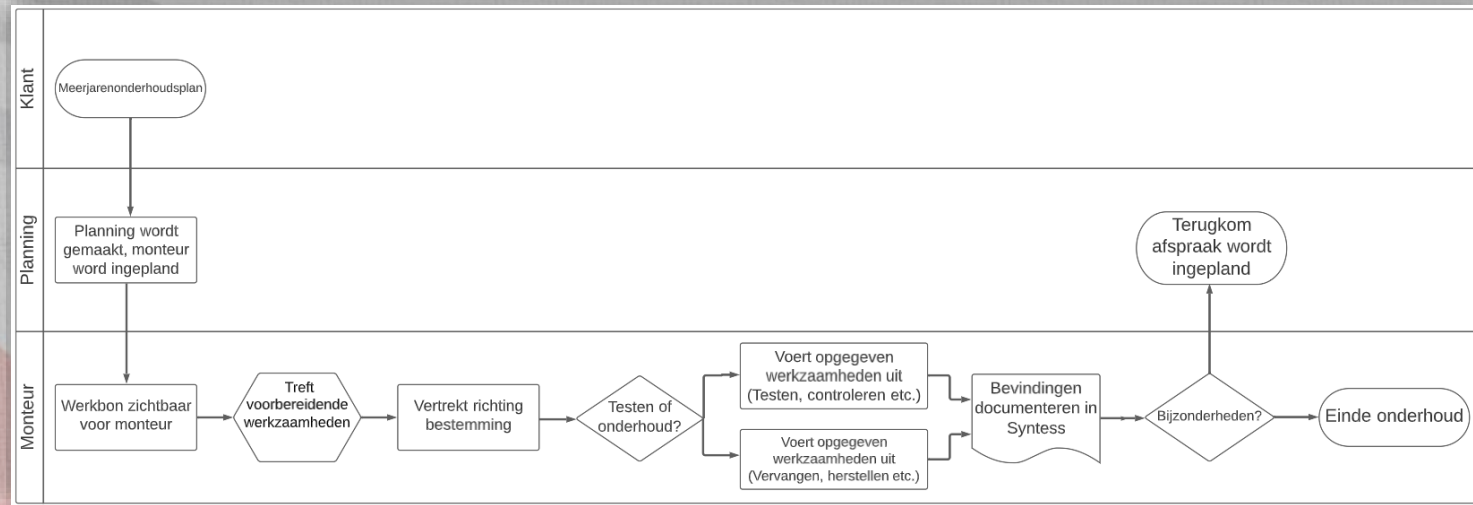 Klant
Meerjarenonderhoudsplan
Planning
Planning wordt
gemaakt, monteur
word ingepland
Terugkom
afspraak wordt
ingepland
Monteur
Werkbon zichtbaar
voor monteur
Treft
voorbereidende
werkzaamheden
Vertrekt richting
bestemming
Testen of
onderhoud?
Voert opgegeven
werkzaamheden uit
(Testen, controleren etc.)
Voert opgegeven
werkzaamheden uit
(Vervangen, herstellen etc.)
Bevindingen
documenteren in
Syntess
Bijzonderheden?
Einde onderhoud